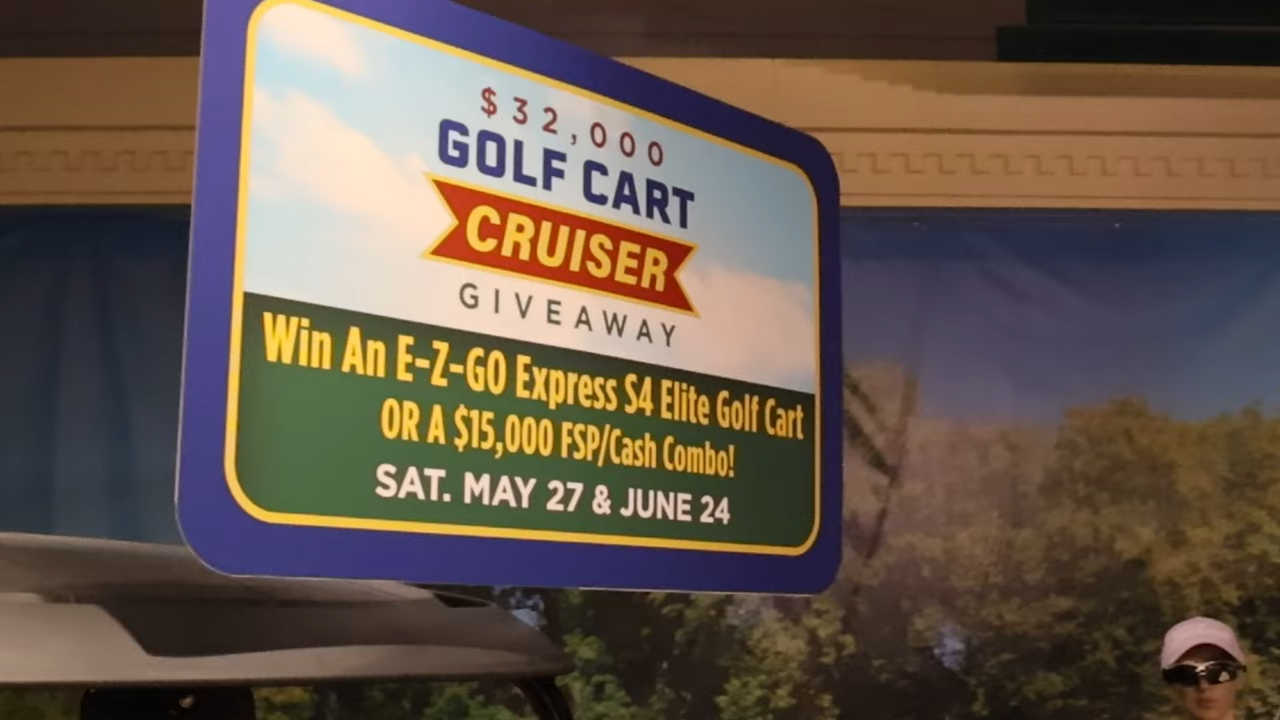 $32,000
GOLF CART
CRUISER
GIVEAWAY
Win An E-Z-GO Express S4 Elite Golf Cart
OR A $15,000 FSP/Cash Combo!
SAT. MAY 27 & JUNE 24